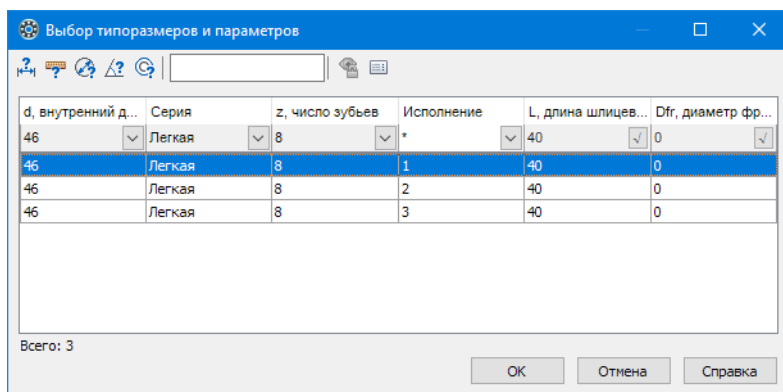 Выбор типоразмеров и параметров
d, внутренний д... Серия z, число зубьев Исполнение L, длина шлицев... Dfr, диаметр фр...
46 Легкая 8 * 40 √ 0 √
46 Легкая 8 1 40 0
46 Легкая 8 2 40 0
46 Легкая 8 3 40 0
Всего: 3
OK Отмена Справка